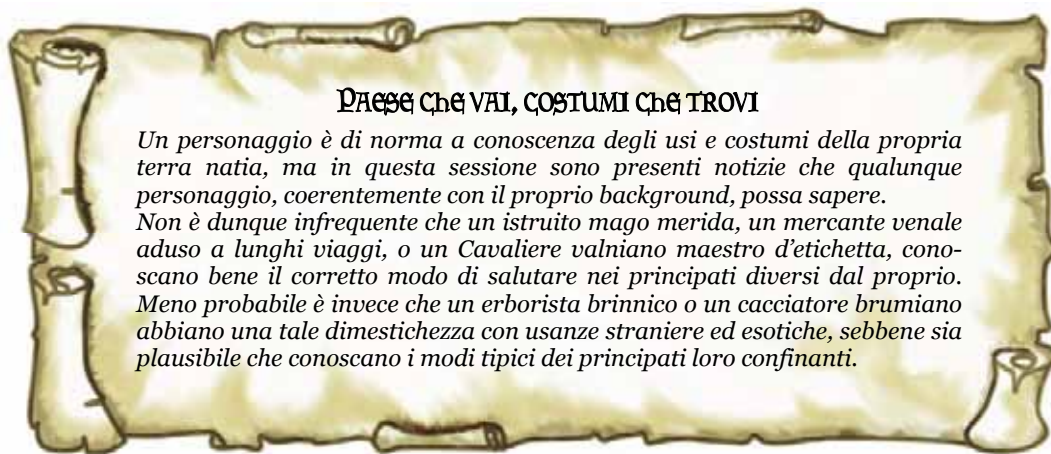 PAESE CHE VAI, COSTUMI CHE TROVI
Un personaggio è di norma a conoscenza degli usi e costumi della propria
terra natia, ma in questa sessione sono presenti notizie che qualunque
personaggio, coerentemente con il proprio background, possa sapere.
Non è dunque infrequente che un istruito mago merida, un mercante venale
aduso a lunghi viaggi, o un Cavaliere valniano maestro d'etichetta, cono-
scano bene il corretto modo di salutare nei principati diversi dal proprio.
Meno probabile è invece che un erborista brinnico o un cacciatore brumiano
abbiano una tale dimestichezza con usanze straniere ed esotiche, sebbene sia
plausibile che conoscano i modi tipici dei principati loro confinanti.